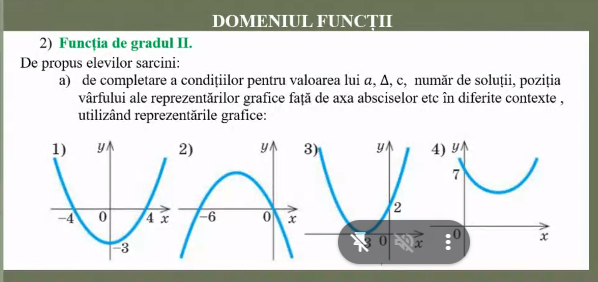 DOMENIUL FUNCȚII
2) Funcția de gradul II.
De propus elevilor sarcini:
a) de completare a condițiilor pentru valoarea lui a, Δ, c, număr de soluții, poziția
vârfului ale reprezentărilor grafice față de axa absciselor etc în diferite contexte ,
utilizând reprezentările grafice:
1) y 2) y 3) y 4) y
7
-4 0 4 x -6 0 x 2
-3 3 0 x 0 x